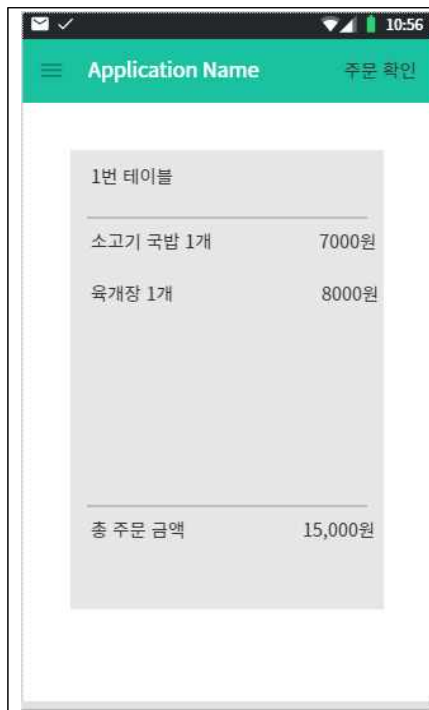 10:56
Application Name 주문 확인
1번 테이블
소고기 국밥 1개 7000원
육개장 1개 8000원
총 주문 금액 15,000원